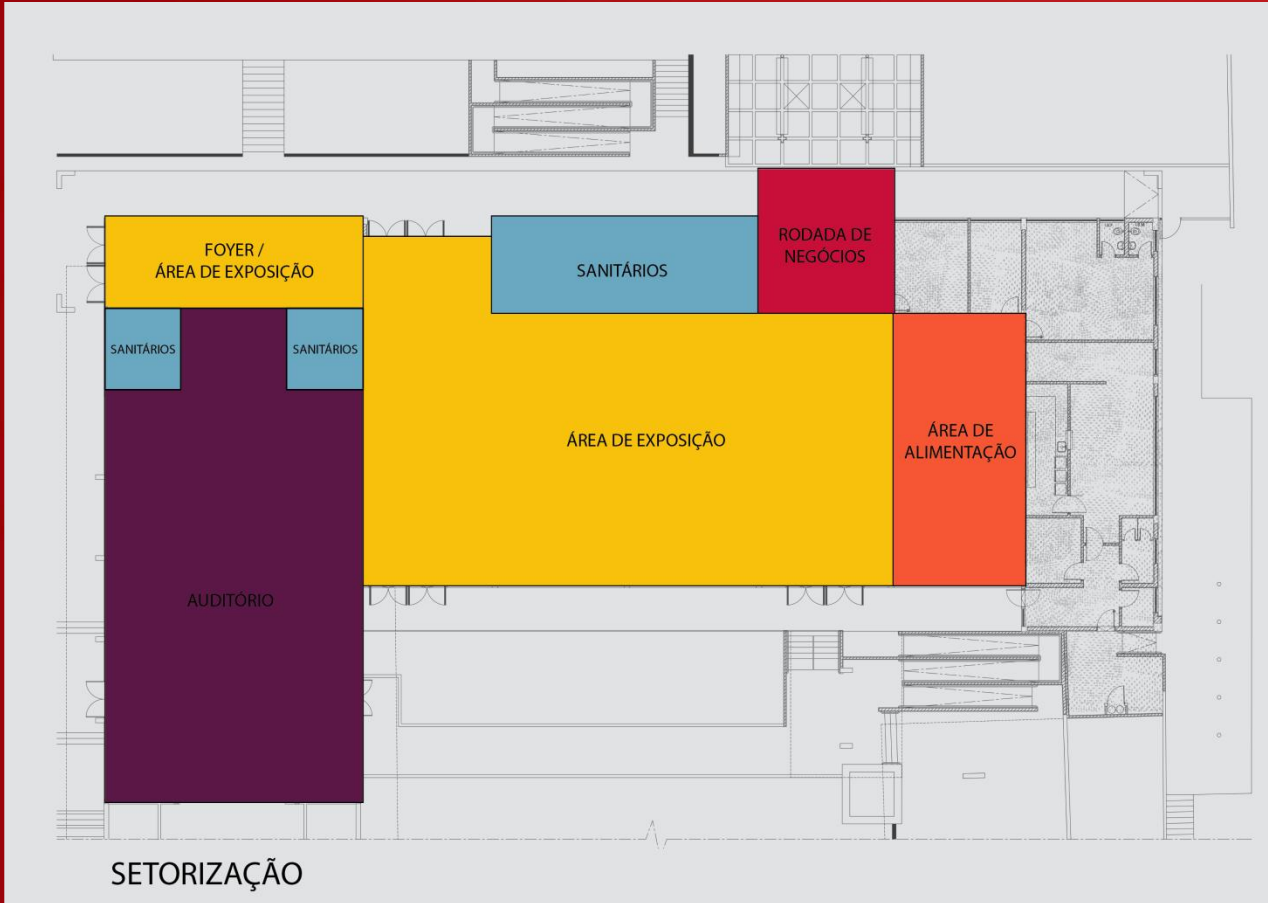 FOYER /
ÁREA DE EXPOSIÇÃO
SANITÁRIOS
RODADA DE
NEGÓCIOS
SANITÁRIOS
SANITÁRIOS
ÁREA DE EXPOSIÇÃO
ÁREA DE
ALIMENTAÇÃO
AUDITÓRIO
SETORIZAÇÃO